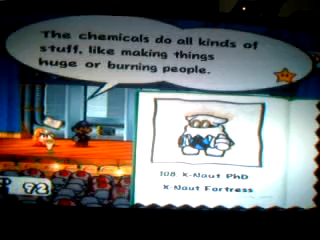 The chemicals do all kinds of
stuff, like making things
huge or burning people.
108. X-Naut PhD
X-Naut Fortress
P 92